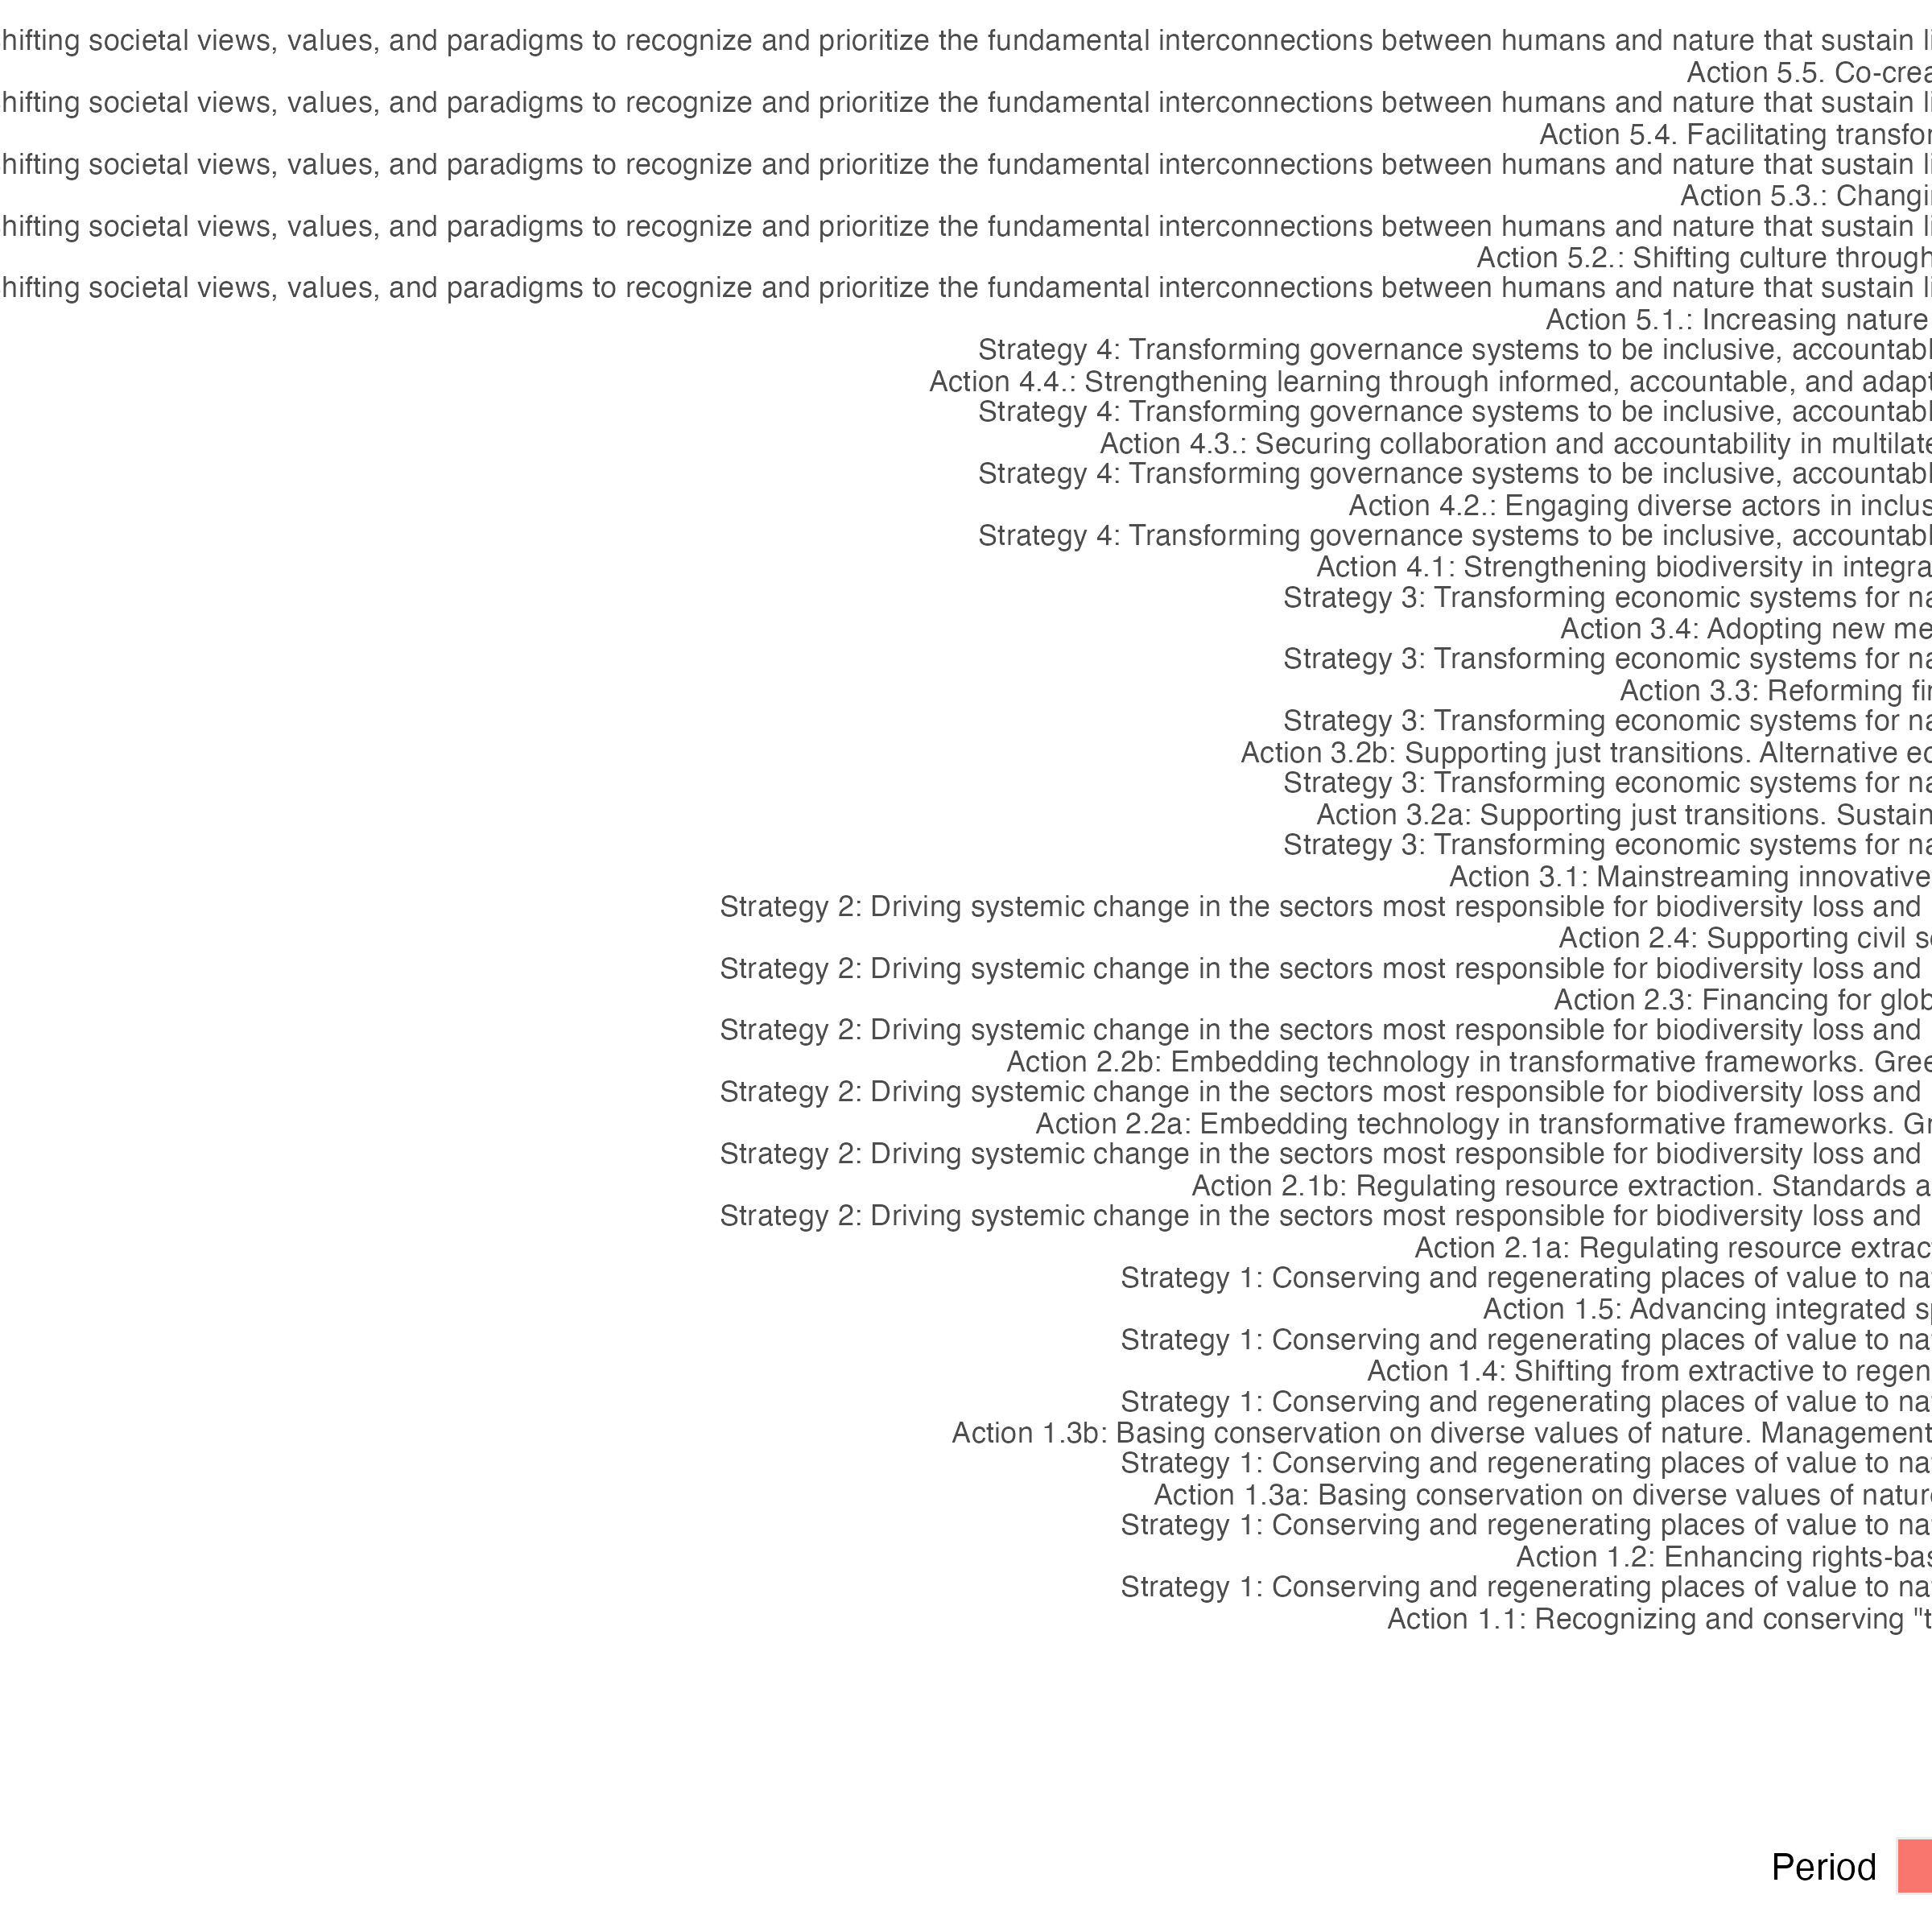 hifting societal views, values, and paradigms to recognize and prioritize the fundamental interconnections between humans and nature that sustain
Action 5.5. Co-crea
hifting societal views, values, and paradigms to recognize and prioritize the fundamental interconnections between humans and nature that sustain
Action 5.4. Facilitating transfor
hifting societal views, values, and paradigms to recognize and prioritize the fundamental interconnections between humans and nature that sustain
Action 5.3.: Changi
hifting societal views, values, and paradigms to recognize and prioritize the fundamental interconnections between humans and nature that sustain
Action 5.2.: Shifting culture through
hifting societal views, values, and paradigms to recognize and prioritize the fundamental interconnections between humans and nature that sustain
Action 5.1.: Increasing nature
Strategy 4: Transforming governance systems to be inclusive, accountabl
Action 4.4.: Strengthening learning through informed, accountable, and adapt
Strategy 4: Transforming governance systems to be inclusive, accountabl
Action 4.3.: Securing collaboration and accountability in multilate
Strategy 4: Transforming governance systems to be inclusive, accountabl
Action 4.2.: Engaging diverse actors in inclus
Strategy 4: Transforming governance systems to be inclusive, accountabl
Action 4.1: Strengthening biodiversity in integra
Strategy 3: Transforming economic systems for na
Action 3.4: Adopting new me
Strategy 3: Transforming economic systems for na
Action 3.3: Reforming fin
Strategy 3: Transforming economic systems for na
Action 3.2b: Supporting just transitions. Alternative ec
Strategy 3: Transforming economic systems for na
Action 3.2a: Supporting just transitions. Sustain
Strategy 3: Transforming economic systems for na
Action 3.1: Mainstreaming innovative
Strategy 2: Driving systemic change in the sectors most responsible for biodiversity loss and
Action 2.4: Supporting civil s
Strategy 2: Driving systemic change in the sectors most responsible for biodiversity loss and
Action 2.3: Financing for glob
Strategy 2: Driving systemic change in the sectors most responsible for biodiversity loss and
Action 2.2b: Embedding technology in transformative frameworks. Gree
Strategy 2: Driving systemic change in the sectors most responsible for biodiversity loss and
Action 2.2a: Embedding technology in transformative frameworks. Gr
Strategy 2: Driving systemic change in the sectors most responsible for biodiversity loss and
Action 2.1b: Regulating resource extraction. Standards a
Strategy 2: Driving systemic change in the sectors most responsible for biodiversity loss and
Action 2.1a: Regulating resource extrac
Strategy 1: Conserving and regenerating places of value to na
Action 1.5: Advancing integrated s
Strategy 1: Conserving and regenerating places of value to na
Action 1.4: Shifting from extractive to regen
Strategy 1: Conserving and regenerating places of value to na
Action 1.3b: Basing conservation on diverse values of nature. Management
Strategy 1: Conserving and regenerating places of value to na
Action 1.3a: Basing conservation on diverse values of natur
Strategy 1: Conserving and regenerating places of value to na
Action 1.2: Enhancing rights-bas
Strategy 1: Conserving and regenerating places of value to na
Action 1.1: Recognizing and conserving "t
Period